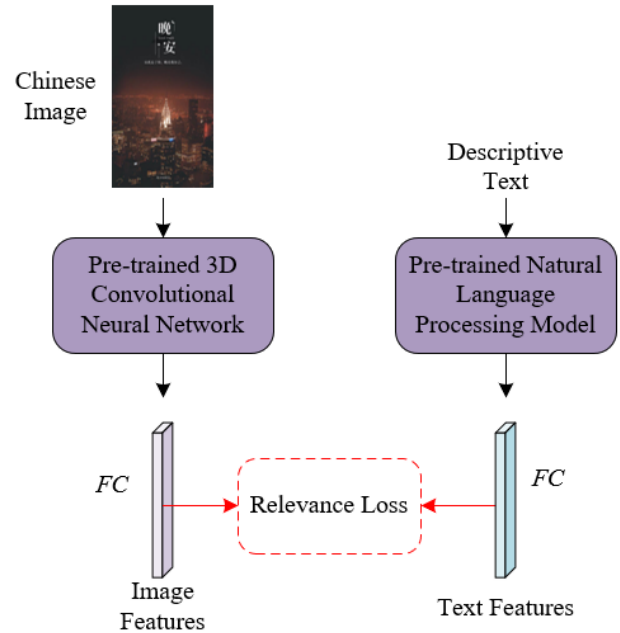 Chinese
Image
晚
安
Descriptive
Text
Pre-trained 3D
Convolutional
Neural Network
Pre-trained Natural
Language
Processing Model
FC
Relevance Loss
FC
Image
Features
Text Features